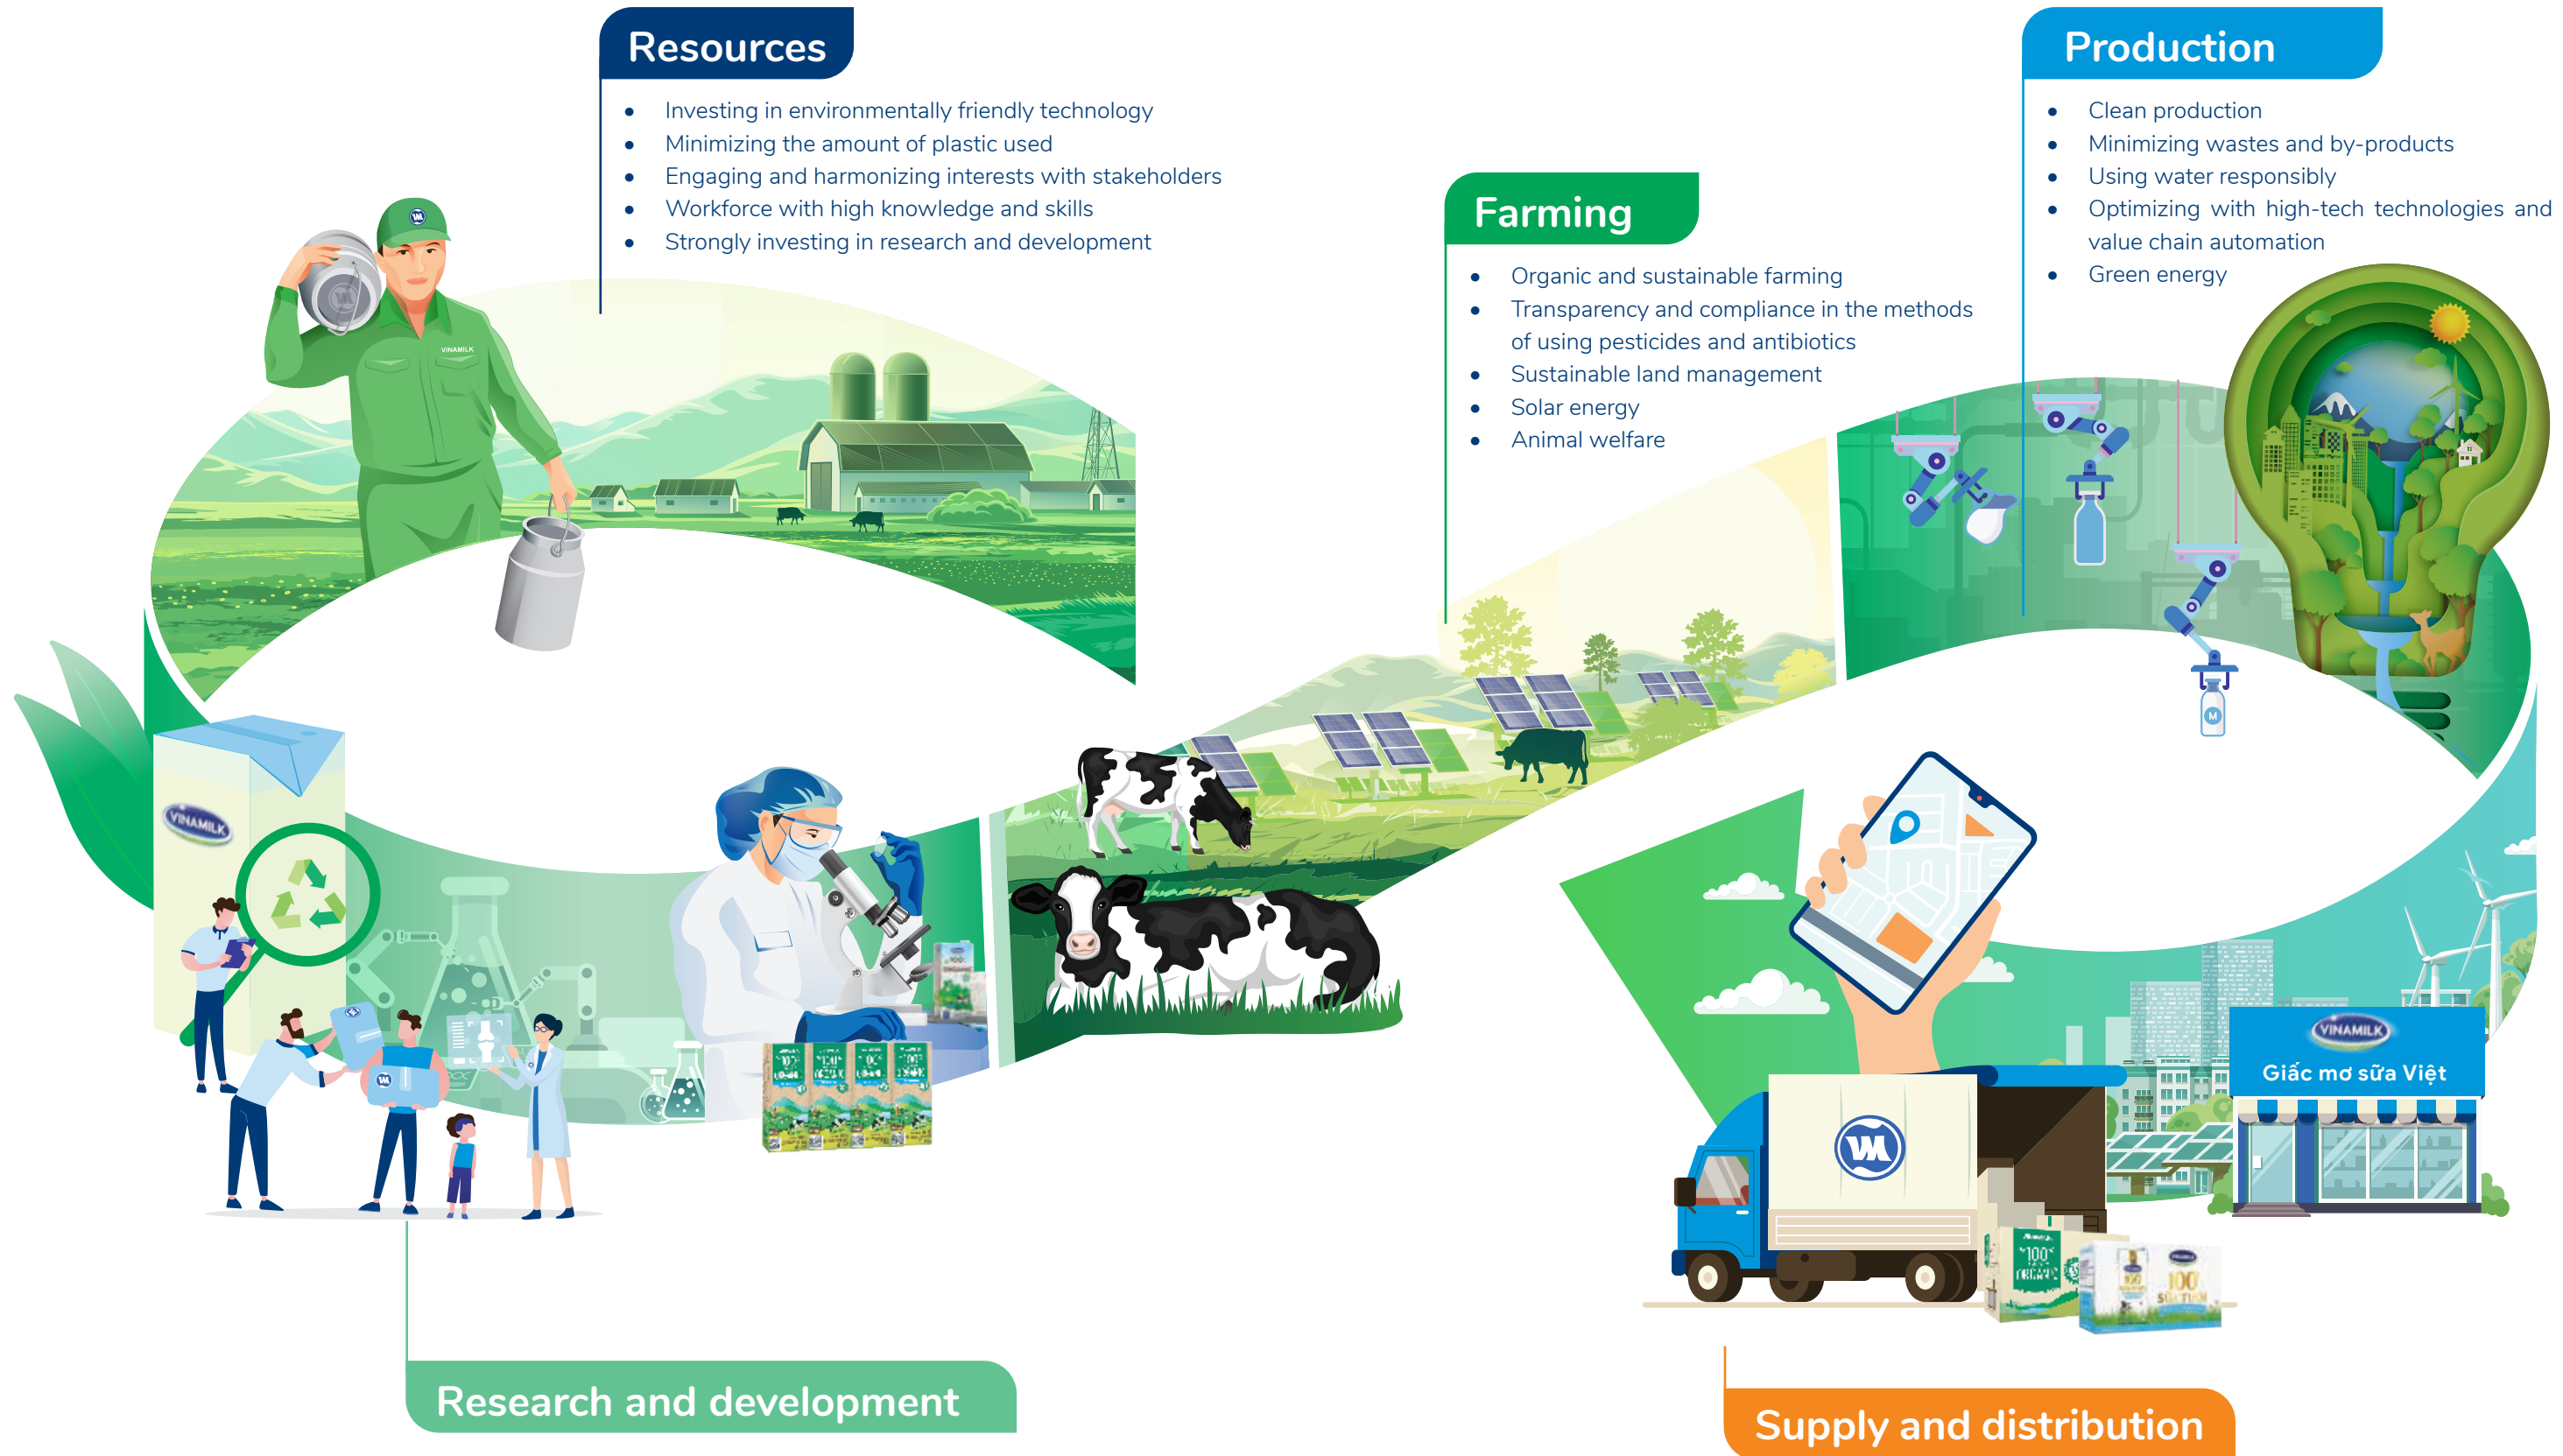 Resources
• Investing in environmentally friendly technology
• Minimizing the amount of plastic used
• Engaging and harmonizing interests with stakeholders
• Workforce with high knowledge and skills
• Strongly investing in research and development
Farming
• Organic and sustainable farming
• Transparency and compliance in the methods
of using pesticides and antibiotics
• Sustainable land management
• Solar energy
• Animal welfare
Production
• Clean production
• Minimizing wastes and by-products
• Using water responsibly
• Optimizing with high-tech technologies and
value chain automation
• Green energy
VINAMILK
VINAMILK
M
VINAMILK
Giấc mơ sữa Việt
100
ORGANIC
100
Research and development
Supply and distribution